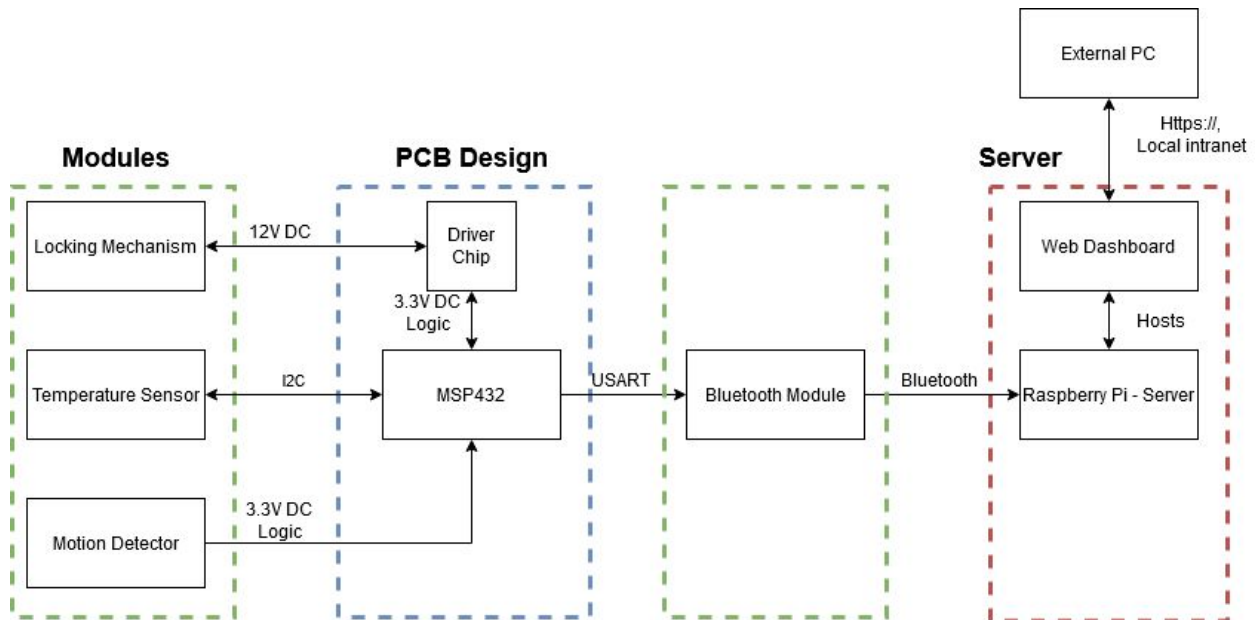 External PC
Https://,
Local intranet
Modules
PCB Design
Server
Locking Mechanism
12V DC
Driver
Chip
Web Dashboard
3.3V DC
Logic
Hosts
Temperature Sensor
I2C
MSP432
USART
Bluetooth Module
Bluetooth
Raspberry Pi - Server
Motion Detector
3.3V DC
Logic